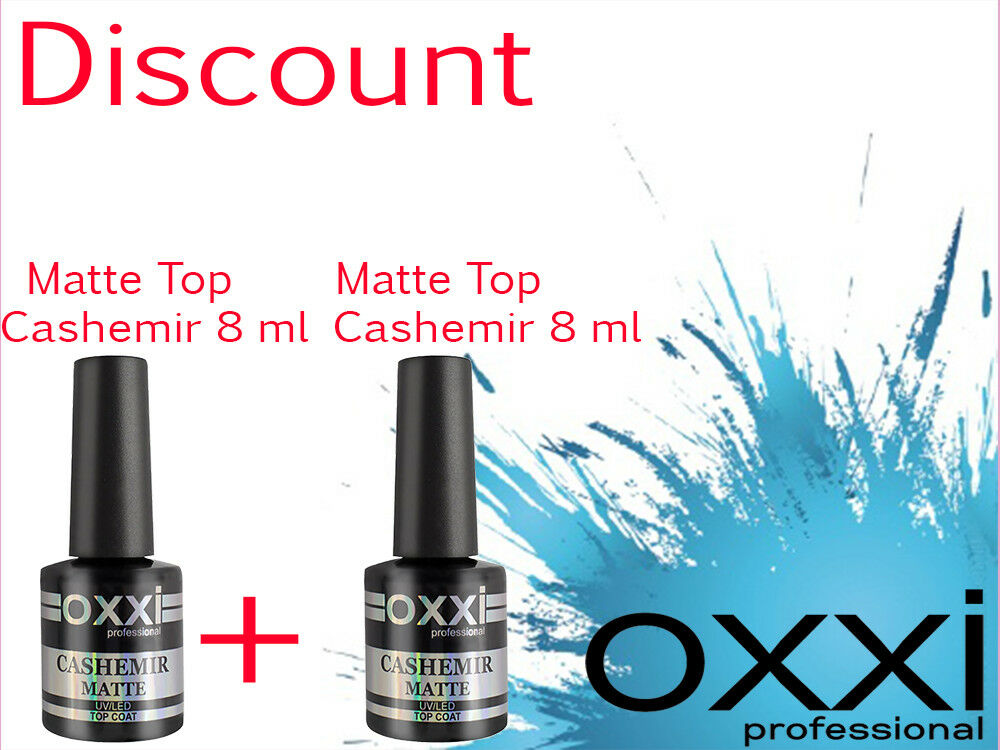 Discount
Matte Top
Cashemir 8 ml
Matte Top
Cashemir 8 ml
oxxi
professional
CASHEMIR
MATTE
UV/LED
TOP COAT
+
oxxi
professional
CASHEMIR
MATTE
UV/LED
TOP COAT
oxxi
professional